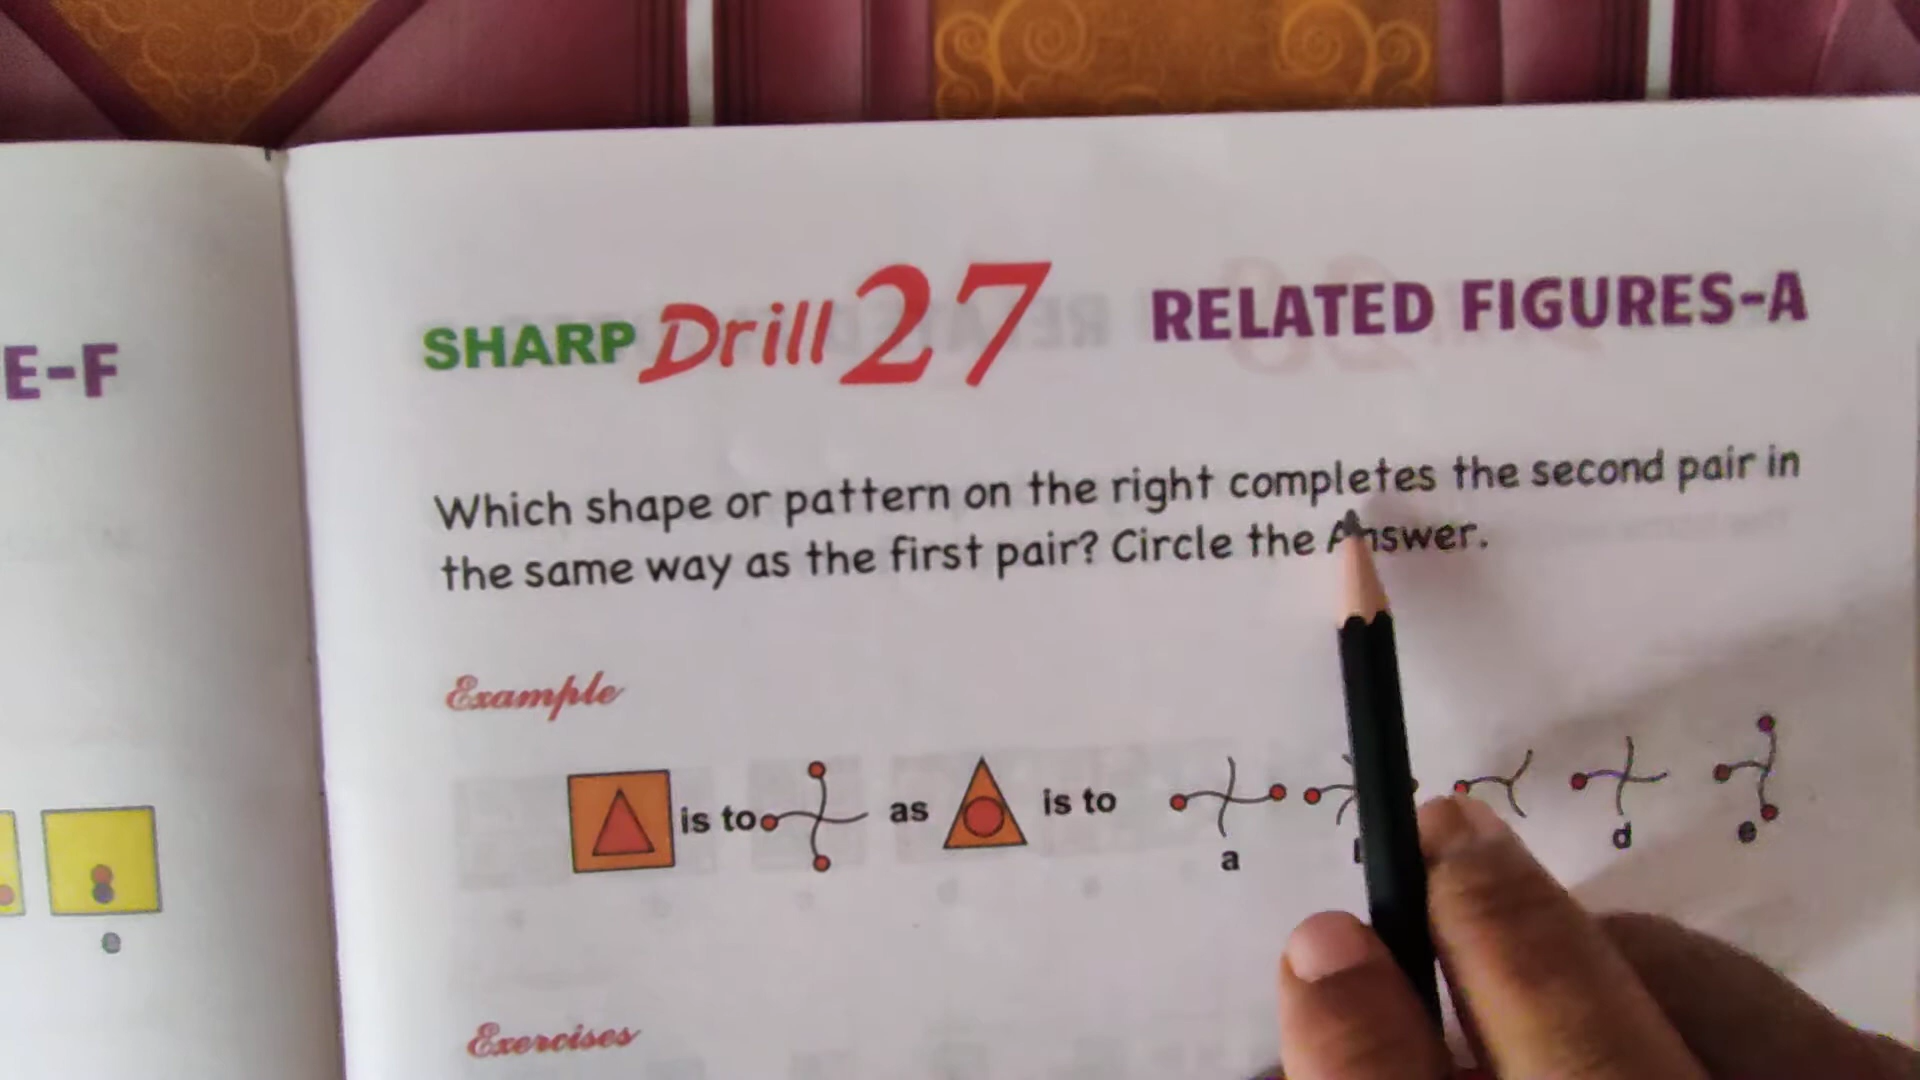 E-F
SHARP Drill 27 RELATED FIGURES-A
Which shape or pattern on the right completes the second pair in
the same way as the first pair? Circle the Answer.
Example
is to as is to
a d e
e
Exercises